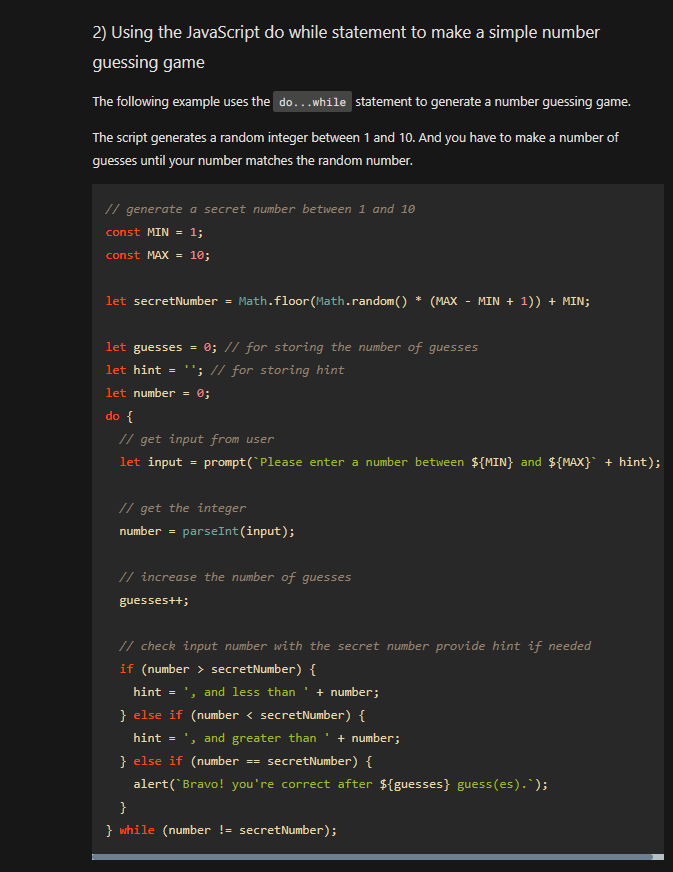 2) Using the JavaScript do while statement to make a simple number
guessing game
The following example uses the do...while statement to generate a number guessing game.
The script generates a random integer between 1 and 10. And you have to make a number of
guesses until your number matches the random number.
// generate a secret number between 1 and 10
const MIN = 1;
const MAX = 10;
let secretNumber = Math.floor(Math.random() * (MAX - MIN + 1)) + MIN;
let guesses = 0; // for storing the number of guesses
let hint = ''; // for storing hint
let number = 0;
do {
  // get input from user
  let input = prompt(`Please enter a number between ${MIN} and ${MAX}` + hint);
  // get the integer
  number = parseInt(input);
  // increase the number of guesses
  guesses++;
  // check input number with the secret number provide hint if needed
  if (number > secretNumber) {
    hint = ', and less than ' + number;
  } else if (number < secretNumber) {
    hint = ', and greater than ' + number;
  } else if (number == secretNumber) {
    alert(`Bravo! you're correct after ${guesses} guess(es).`);
  }
} while (number != secretNumber);